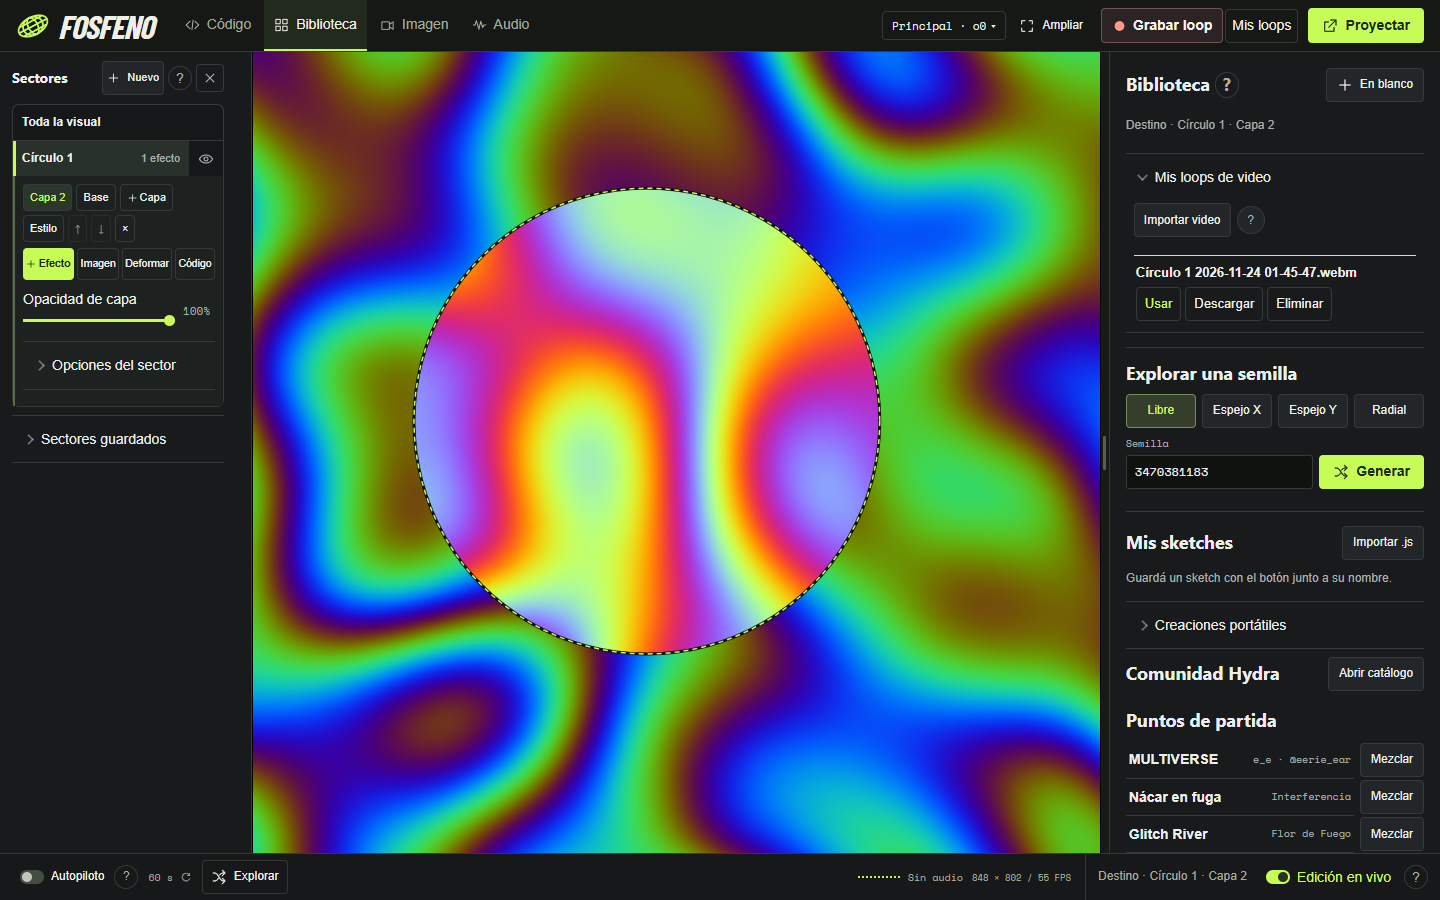 FOSFENO
Código
Biblioteca
Imagen
Audio
Principal · o0
Ampliar
Grabar loop
Mis loops
Proyectar
Sectores
+ Nuevo
?
Toda la visual
Círculo 1
1 efecto
Capa 2
Base
+ Capa
Estilo
↑
↓
×
+ Efecto
Imagen
Deformar
Código
Opacidad de capa
100%
Opciones del sector
Sectores guardados
Biblioteca
?
+ En blanco
Destino · Círculo 1 · Capa 2
Mis loops de video
Importar video
?
Círculo 1 2026-11-24 01-45-47.webm
Usar
Descargar
Eliminar
Explorar una semilla
Libre
Espejo X
Espejo Y
Radial
Semilla
3470381183
Generar
Mis sketches
Importar .js
Guardá un sketch con el botón junto a su nombre.
Creaciones portátiles
Comunidad Hydra
Abrir catálogo
Puntos de partida
MULTIVERSE
e_e · @eerie_ear
Mezclar
Nácar en fuga
Interferencia
Mezclar
Glitch River
Flor de Fuego
Mezclar
Autopiloto
?
60 s
Explorar
Sin audio
848 × 802 / 55 FPS
Destino · Círculo 1 · Capa 2
Edición en vivo
?